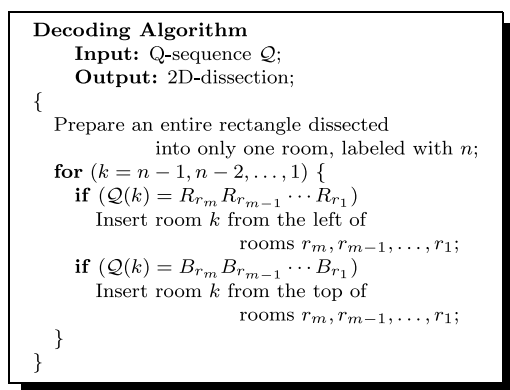 Decoding Algorithm
Input: Q-sequence 𝒬;
Output: 2D-dissection;
{
Prepare an entire rectangle dissected
into only one room, labeled with n;
for (k = n − 1, n − 2, . . . , 1) {
if (𝒬(k) = R_{r_m} R_{r_{m−1}} · · · R_{r_1})
Insert room k from the left of
rooms r_m, r_{m−1}, . . . , r_1;
if (𝒬(k) = B_{r_m} B_{r_{m−1}} · · · B_{r_1})
Insert room k from the top of
rooms r_m, r_{m−1}, . . . , r_1;
}
}